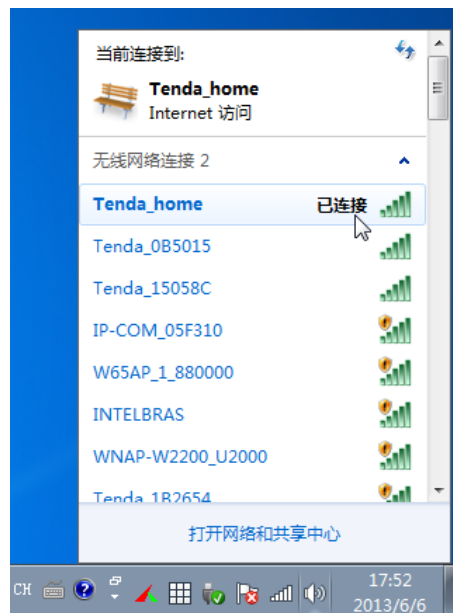 当前连接到:
Tenda_home
Internet 访问
无线网络连接 2
Tenda_home 已连接
Tenda_0B5015
Tenda_15058C
IP-COM_05F310
W65AP_1_880000
INTELBRAS
WNAP-W2200_U2000
Tenda_1B2654
打开网络和共享中心
CH
17:52
2013/6/6